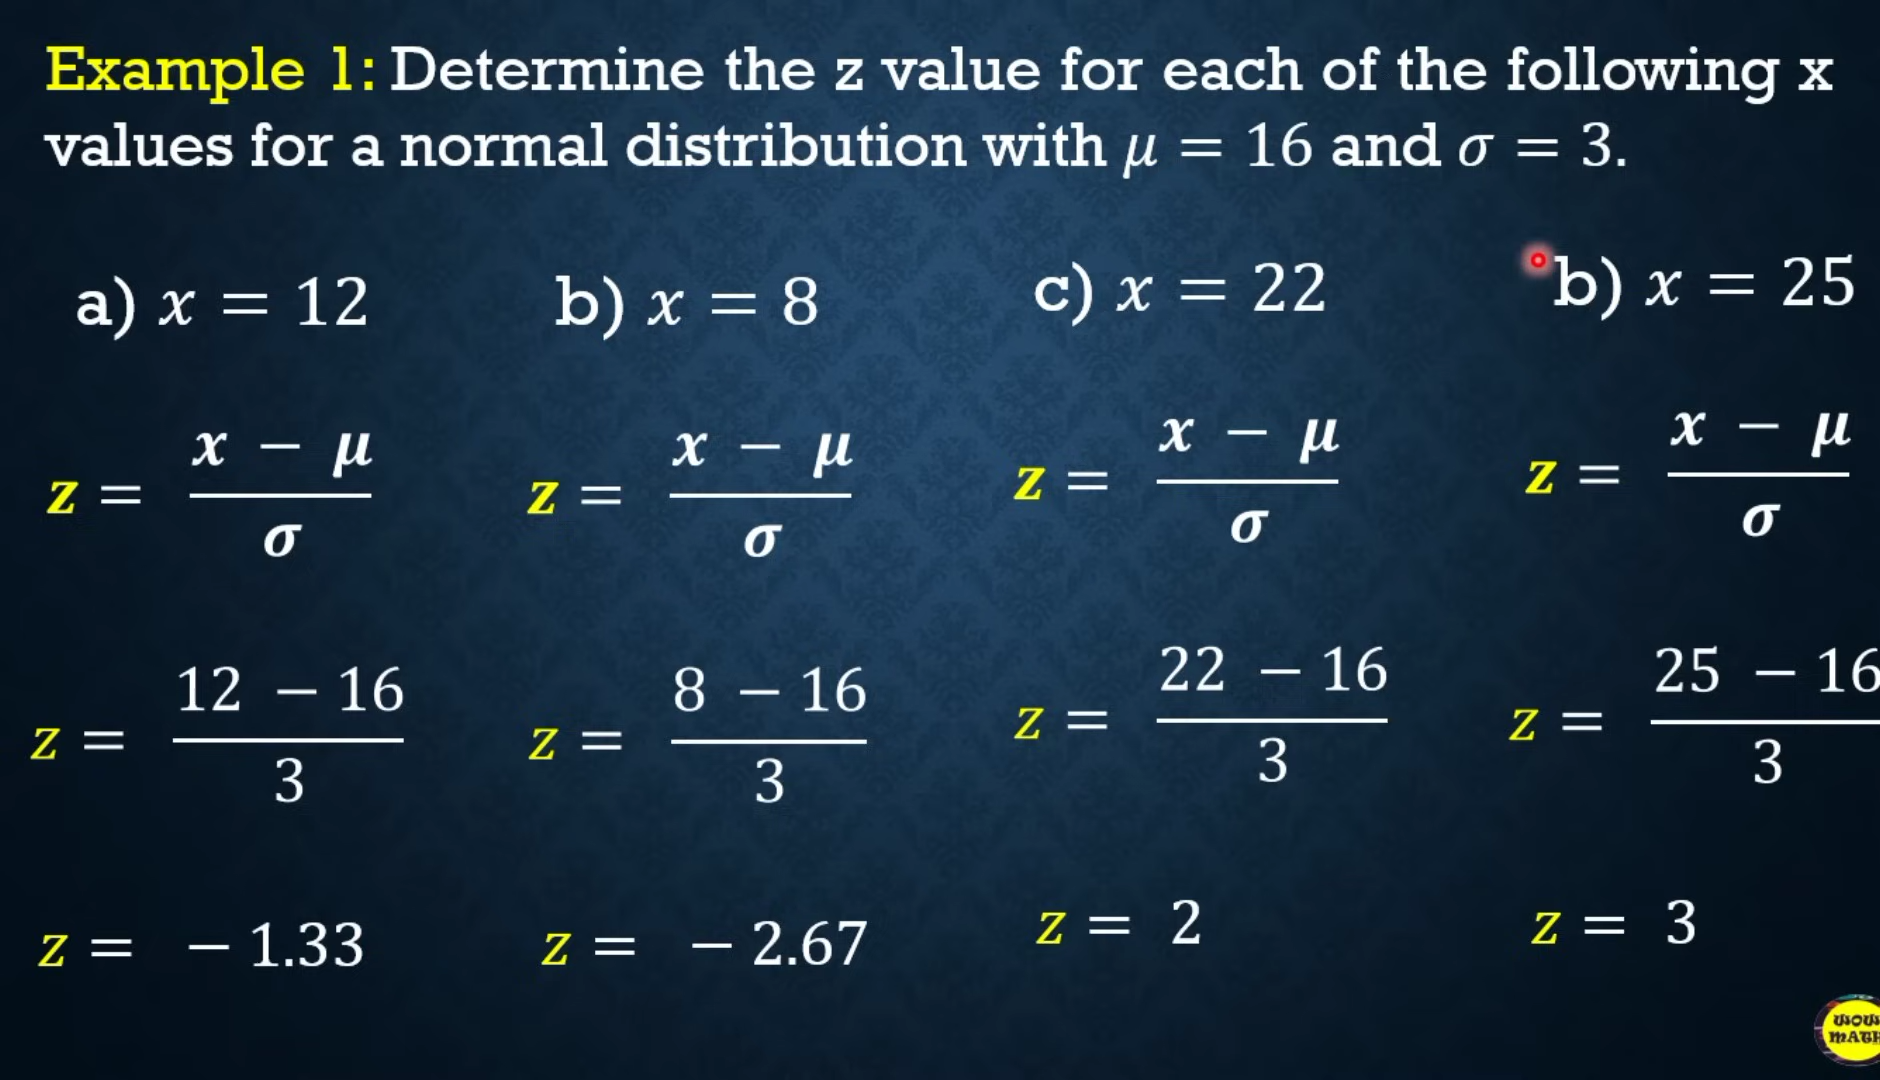 Example 1: Determine the z value for each of the following x
values for a normal distribution with μ = 16 and σ = 3.
a) x = 12
b) x = 8
c) x = 22
b) x = 25
z = (x − μ)/σ
z = (x − μ)/σ
z = (x − μ)/σ
z = (x − μ)/σ
z = (12 − 16)/3
z = (8 − 16)/3
z = (22 − 16)/3
z = (25 − 16)/3
z = − 1.33
z = − 2.67
z = 2
z = 3
WOW
MATH